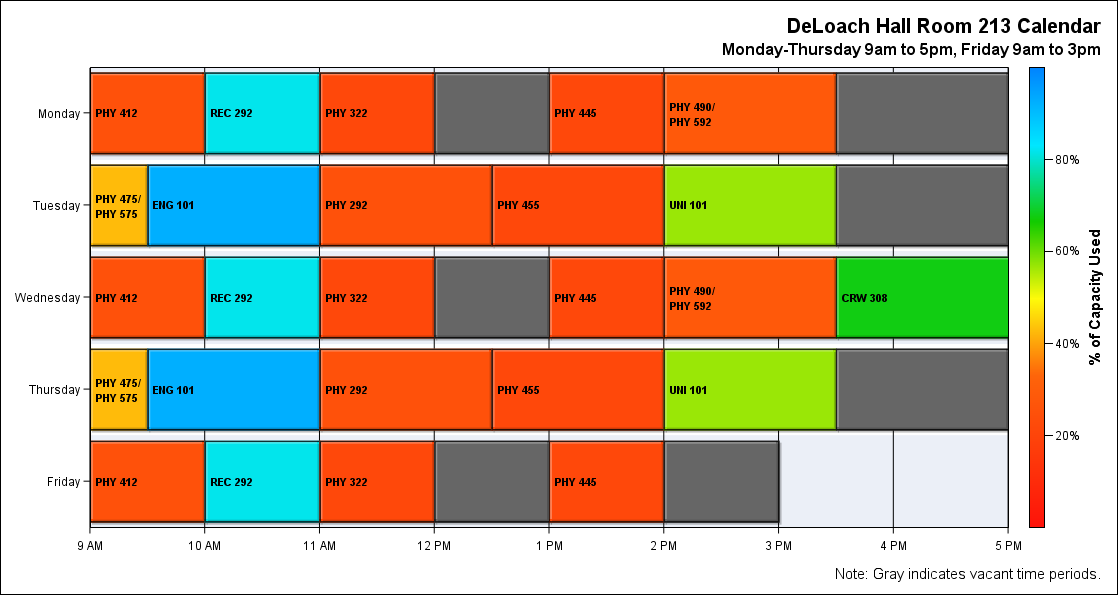 DeLoach Hall Room 213 Calendar
Monday-Thursday 9am to 5pm, Friday 9am to 3pm
Monday
PHY 412
REC 292
PHY 322
PHY 445
PHY 490/
PHY 592
Tuesday
PHY 475/
PHY 575
ENG 101
PHY 292
PHY 455
UNI 101
Wednesday
PHY 412
REC 292
PHY 322
PHY 445
PHY 490/
PHY 592
CRW 308
Thursday
PHY 475/
PHY 575
ENG 101
PHY 292
PHY 455
UNI 101
Friday
PHY 412
REC 292
PHY 322
PHY 445
9 AM
10 AM
11 AM
12 PM
1 PM
2 PM
3 PM
4 PM
5 PM
80%
60%
40%
20%
% of Capacity Used
Note: Gray indicates vacant time periods.